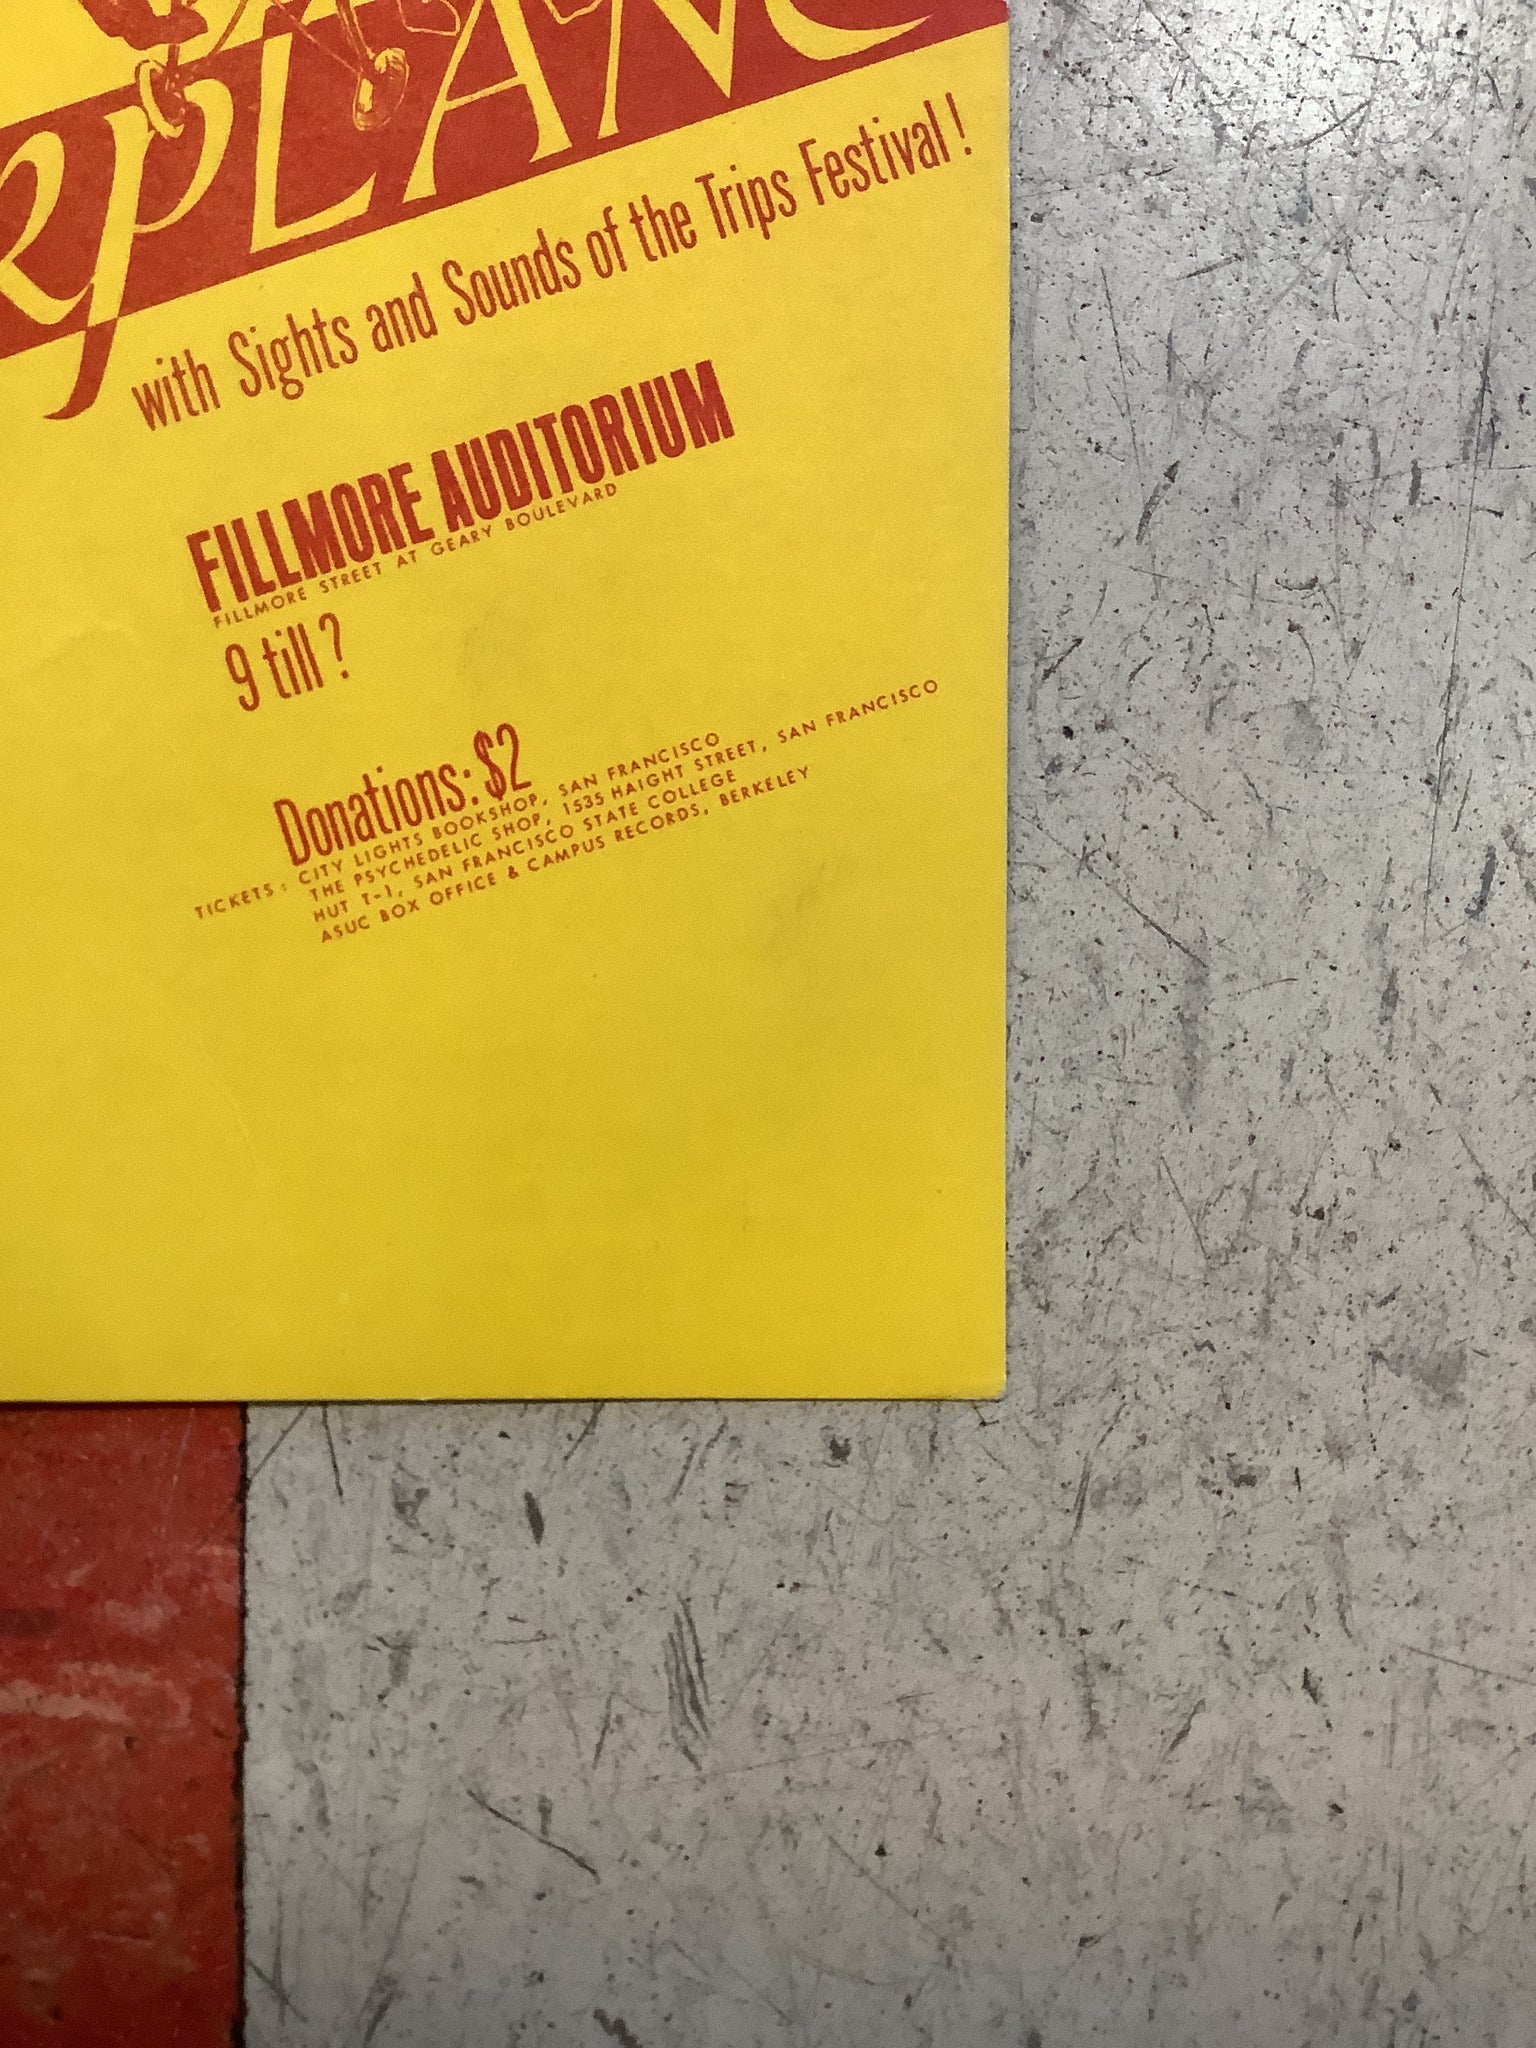 RPLANE
with Sights and Sounds of the Trips Festival!
FILLMORE AUDITORIUM
FILLMORE STREET AT GEARY BOULEVARD
9 till?
Donations: $2
TICKETS: CITY LIGHTS BOOKSHOP, SAN FRANCISCO
THE PSYCHEDELIC SHOP, 1535 HAIGHT STREET, SAN FRANCISCO
HUT T-1, SAN FRANCISCO STATE COLLEGE
ASUC BOX OFFICE & CAMPUS RECORDS, BERKELEY